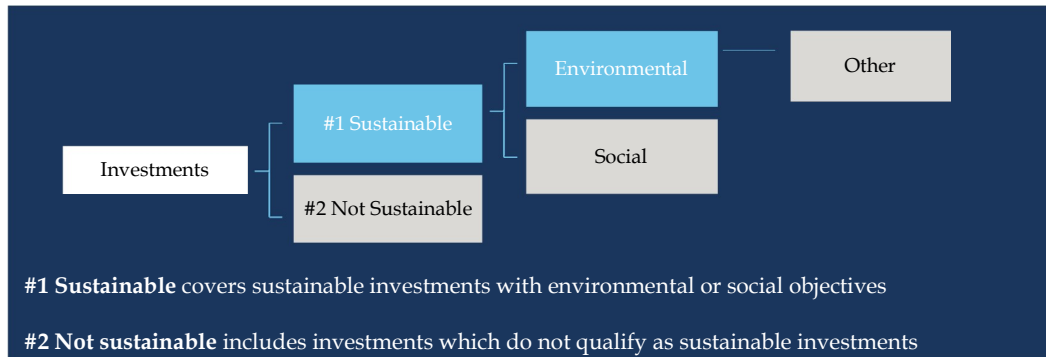 Environmental
Other
#1 Sustainable
Social
Investments
#2 Not Sustainable
#1 Sustainable covers sustainable investments with environmental or social objectives
#2 Not sustainable includes investments which do not qualify as sustainable investments